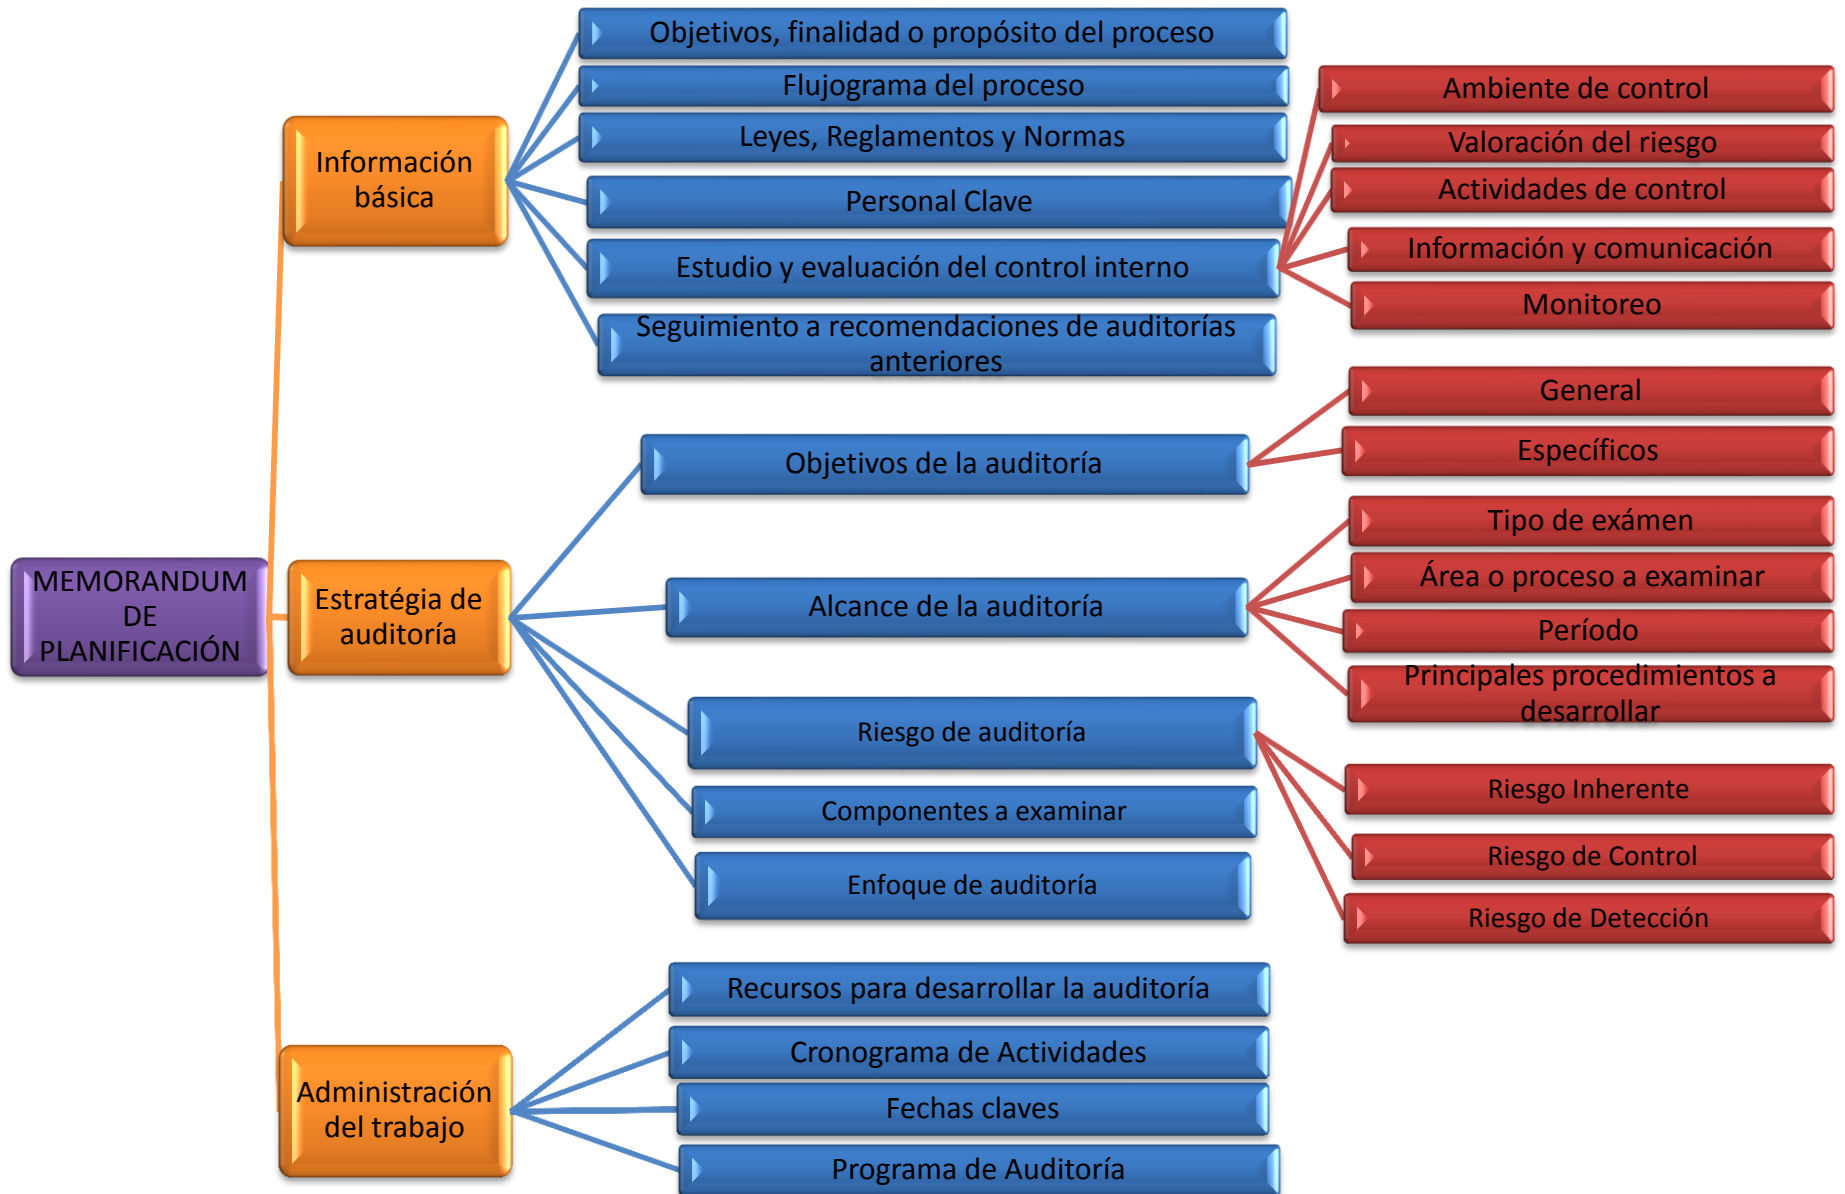 MEMORANDUM
DE
PLANIFICACIÓN
Información
básica
Objetivos, finalidad o propósito del proceso
Flujograma del proceso
Leyes, Reglamentos y Normas
Personal Clave
Estudio y evaluación del control interno
Ambiente de control
Valoración del riesgo
Actividades de control
Información y comunicación
Monitoreo
Seguimiento a recomendaciones de auditorías
anteriores
Estratégia de
auditoría
Objetivos de la auditoría
General
Específicos
Alcance de la auditoría
Tipo de exámen
Área o proceso a examinar
Período
Principales procedimientos a
desarrollar
Riesgo de auditoría
Riesgo Inherente
Riesgo de Control
Riesgo de Detección
Componentes a examinar
Enfoque de auditoría
Administración
del trabajo
Recursos para desarrollar la auditoría
Cronograma de Actividades
Fechas claves
Programa de Auditoría